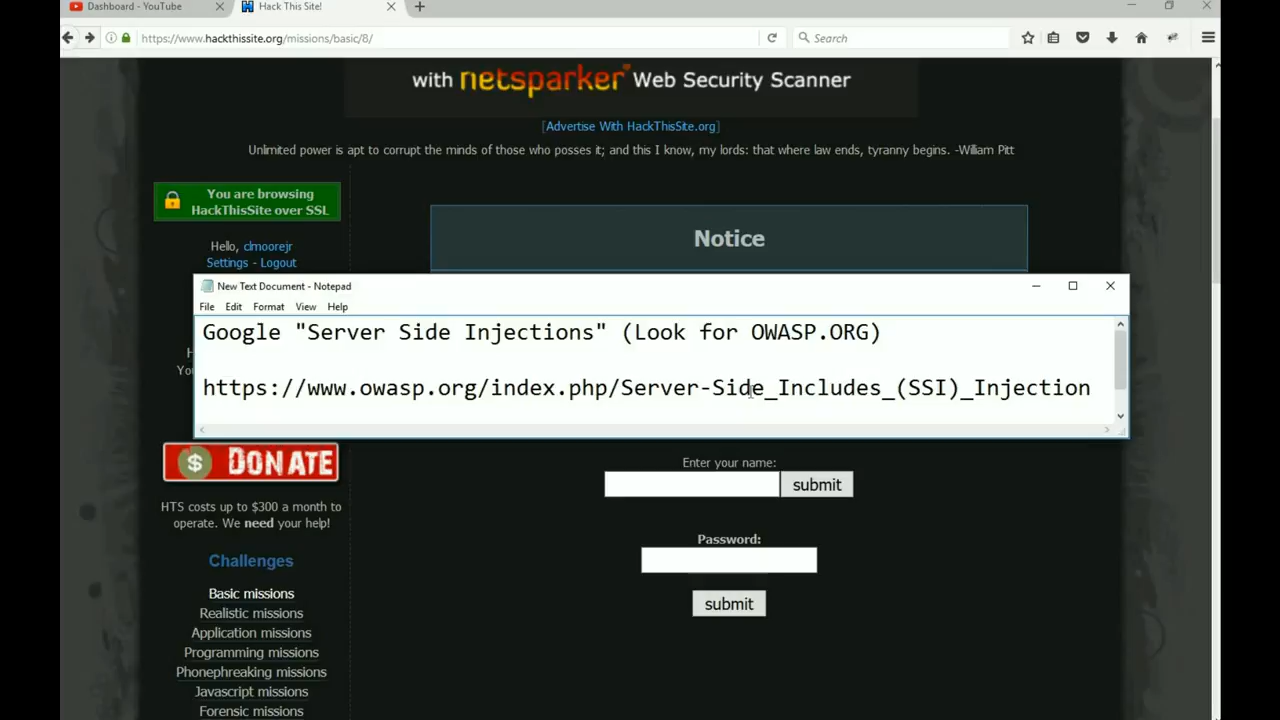 Dashboard - YouTube
Hack This Site!
https://www.hackthissite.org/missions/basic/8/
Search
with netsparker Web Security Scanner
[Advertise With HackThisSite.org]
Unlimited power is apt to corrupt the minds of those who posses it; and this I know, my lords: that where law ends, tyranny begins. -William Pitt
You are browsing
HackThisSite over SSL
Notice
Hello, clmoorejr
Settings - Logout
New Text Document - Notepad
File Edit Format View Help
Google "Server Side Injections" (Look for OWASP.ORG)
https://www.owasp.org/index.php/Server-Side_Includes_(SSI)_Injection
DONATE
HTS costs up to $300 a month to
operate. We need your help!
Enter your name:
submit
Password:
submit
Challenges
Basic missions
Realistic missions
Application missions
Programming missions
Phonephreaking missions
Javascript missions
Forensic missions